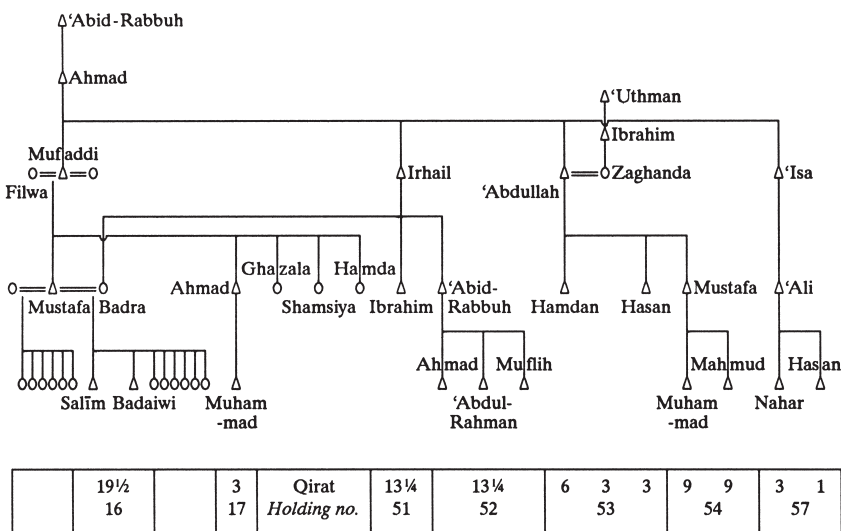 ‘Abid-Rabbuh
Ahmad
‘Uthman
Ibrahim
Mufaddi
Irhail
Zaghanda
‘Isa
Filwa
‘Abdullah
Ghazala Hamda
Mustafa Badra Ahmad Shamsiya Ibrahim ‘Abid-Rabbuh Hamdan Hasan Mustafa ‘Ali
Ahmad Muflih Mahmud Hasan
Salīm Badaiwi Muham-mad ‘Abdul-Rahman Muham-mad Nahar
19½ 3 Qirat 13¼ 13¼ 6 3 3 9 9 3 1
16 17 Holding no. 51 52 53 54 57